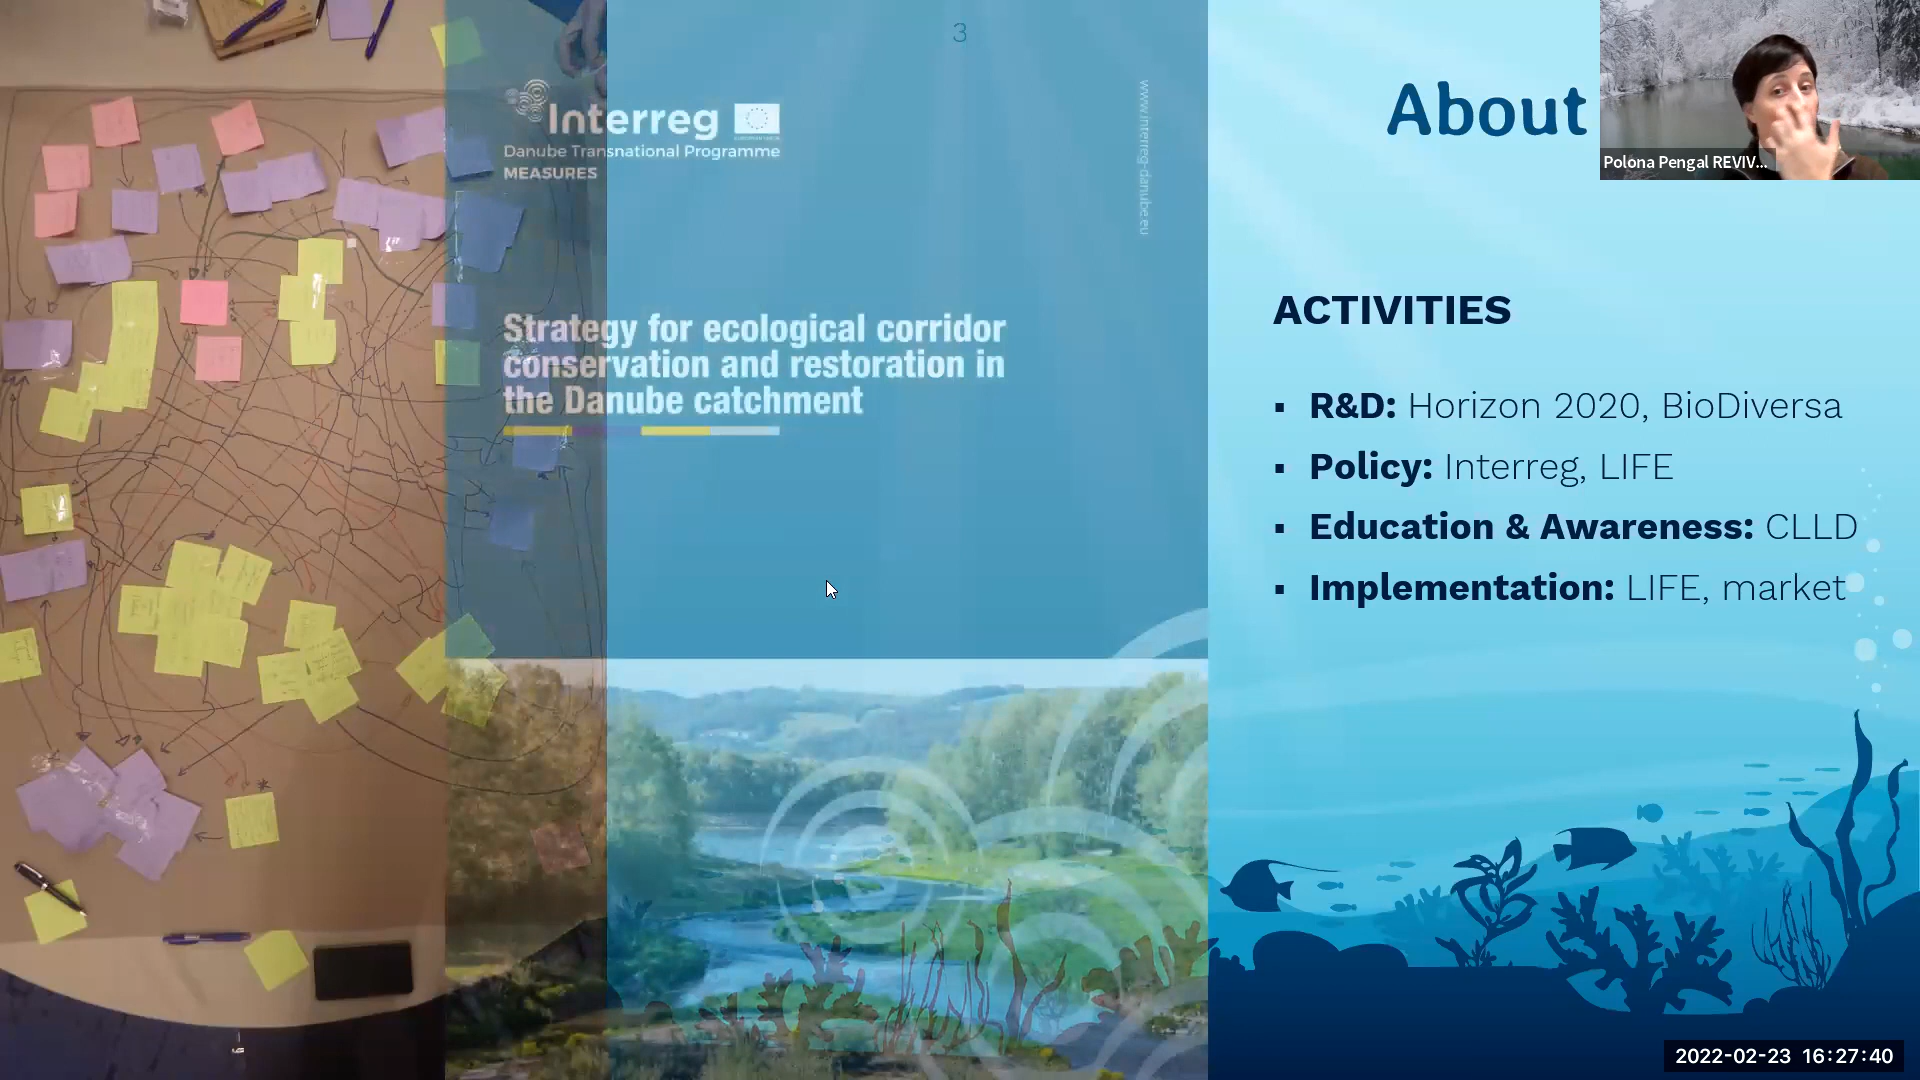 3
Interreg
Danube Transnational Programme
MEASURES
www.interreg-danube.eu
Strategy for ecological corridor
conservation and restoration in
the Danube catchment
About
Polona Pengal REVIV...
ACTIVITIES
▪ R&D: Horizon 2020, BioDiversa
▪ Policy: Interreg, LIFE
▪ Education & Awareness: CLLD
▪ Implementation: LIFE, market
2022-02-23 16:27:40